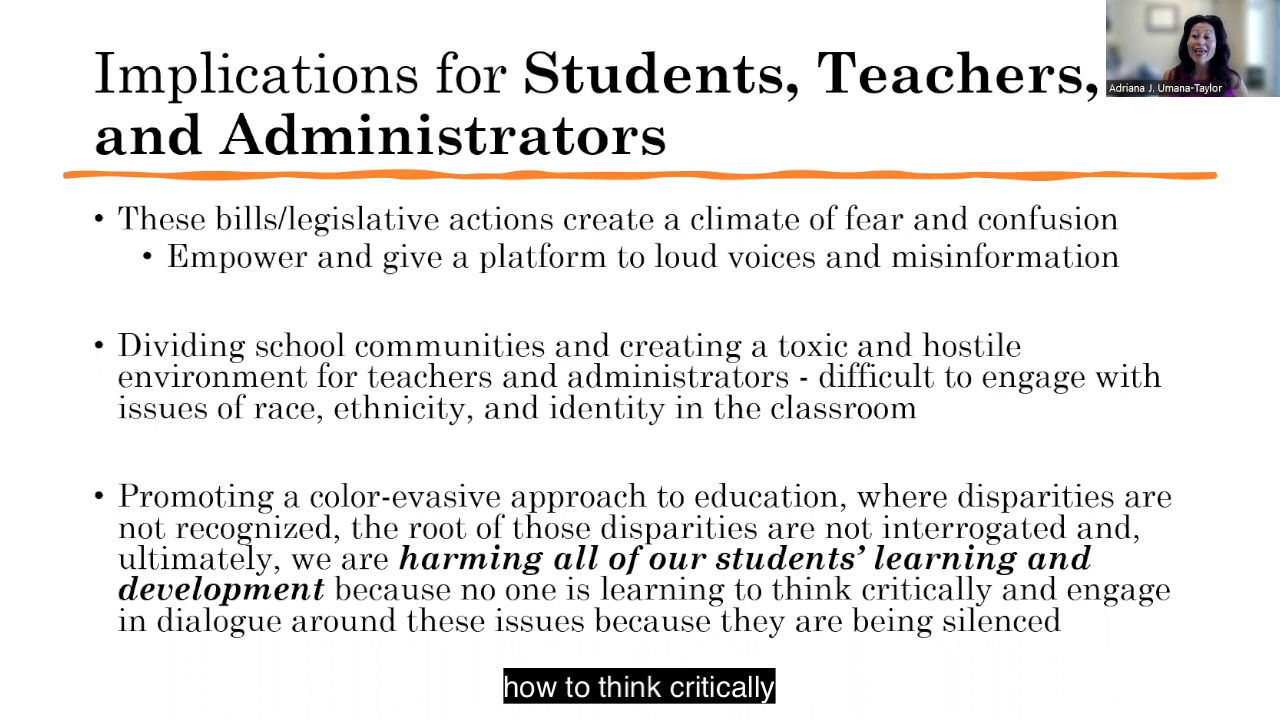 Implications for Students, Teachers,
and Administrators
Adriana J. Umana-Taylor
• These bills/legislative actions create a climate of fear and confusion
• Empower and give a platform to loud voices and misinformation
• Dividing school communities and creating a toxic and hostile
environment for teachers and administrators - difficult to engage with
issues of race, ethnicity, and identity in the classroom
• Promoting a color-evasive approach to education, where disparities are
not recognized, the root of those disparities are not interrogated and,
ultimately, we are harming all of our students’ learning and
development because no one is learning to think critically and engage
in dialogue around these issues because they are being silenced
how to think critically